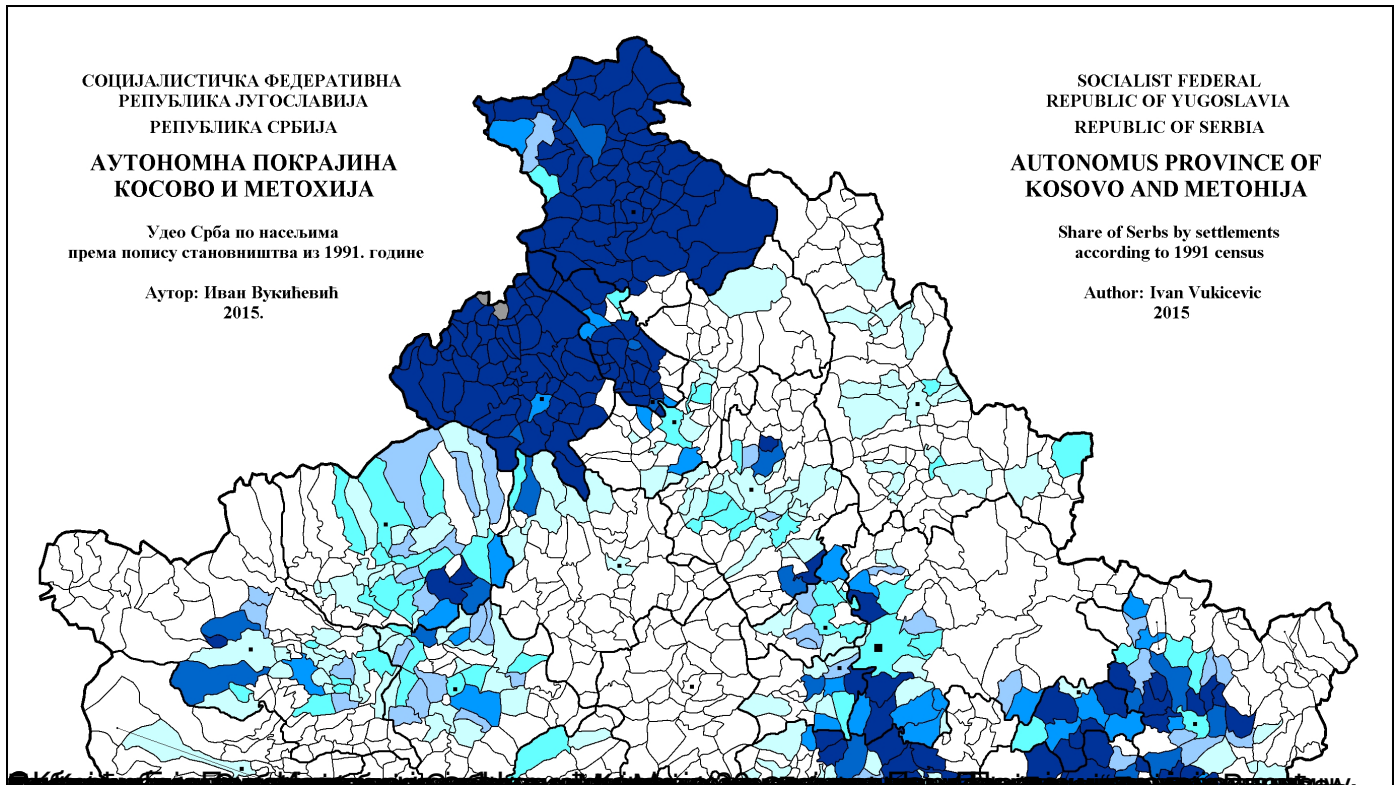 СОЦИЈАЛИСТИЧКА ФЕДЕРАТИВНА
РЕПУБЛИКА ЈУГОСЛАВИЈА
РЕПУБЛИКА СРБИЈА
АУТОНОМНА ПОКРАЈИНА
КОСОВО И МЕТОХИЈА
Удео Срба по насељима
према попису становништва из 1991. године
Аутор: Иван Вукићевић
2015.
SOCIALIST FEDERAL
REPUBLIC OF YUGOSLAVIA
REPUBLIC OF SERBIA
AUTONOMUS PROVINCE OF
KOSOVO AND METOHIJA
Share of Serbs by settlements
according to 1991 census
Author: Ivan Vukicevic
2015